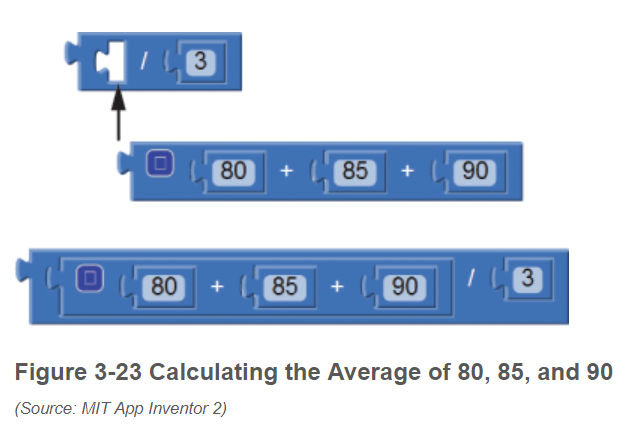 / 3
80 + 85 + 90
80 + 85 + 90 / 3
Figure 3-23 Calculating the Average of 80, 85, and 90
(Source: MIT App Inventor 2)